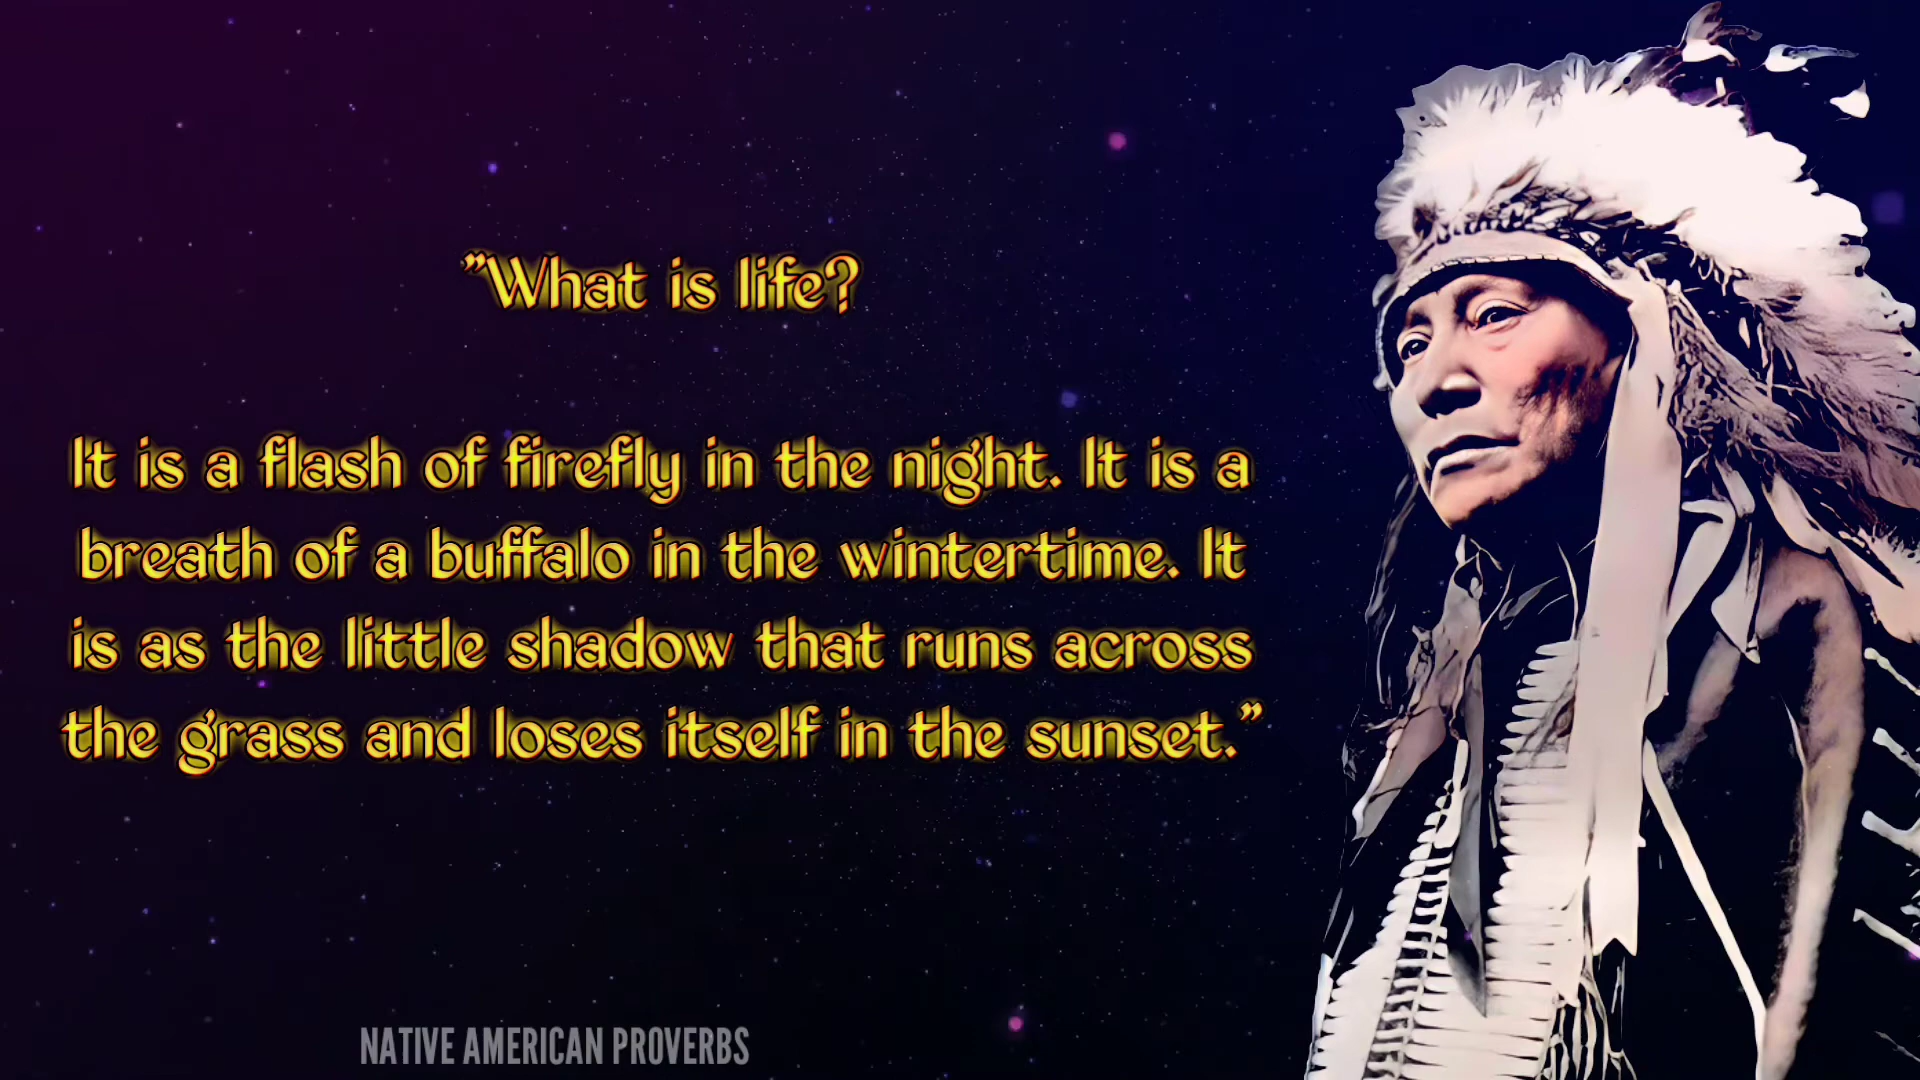 "What is life?
It is a flash of firefly in the night. It is a
breath of a buffalo in the wintertime. It
is as the little shadow that runs across
the grass and loses itself in the sunset."
NATIVE AMERICAN PROVERBS